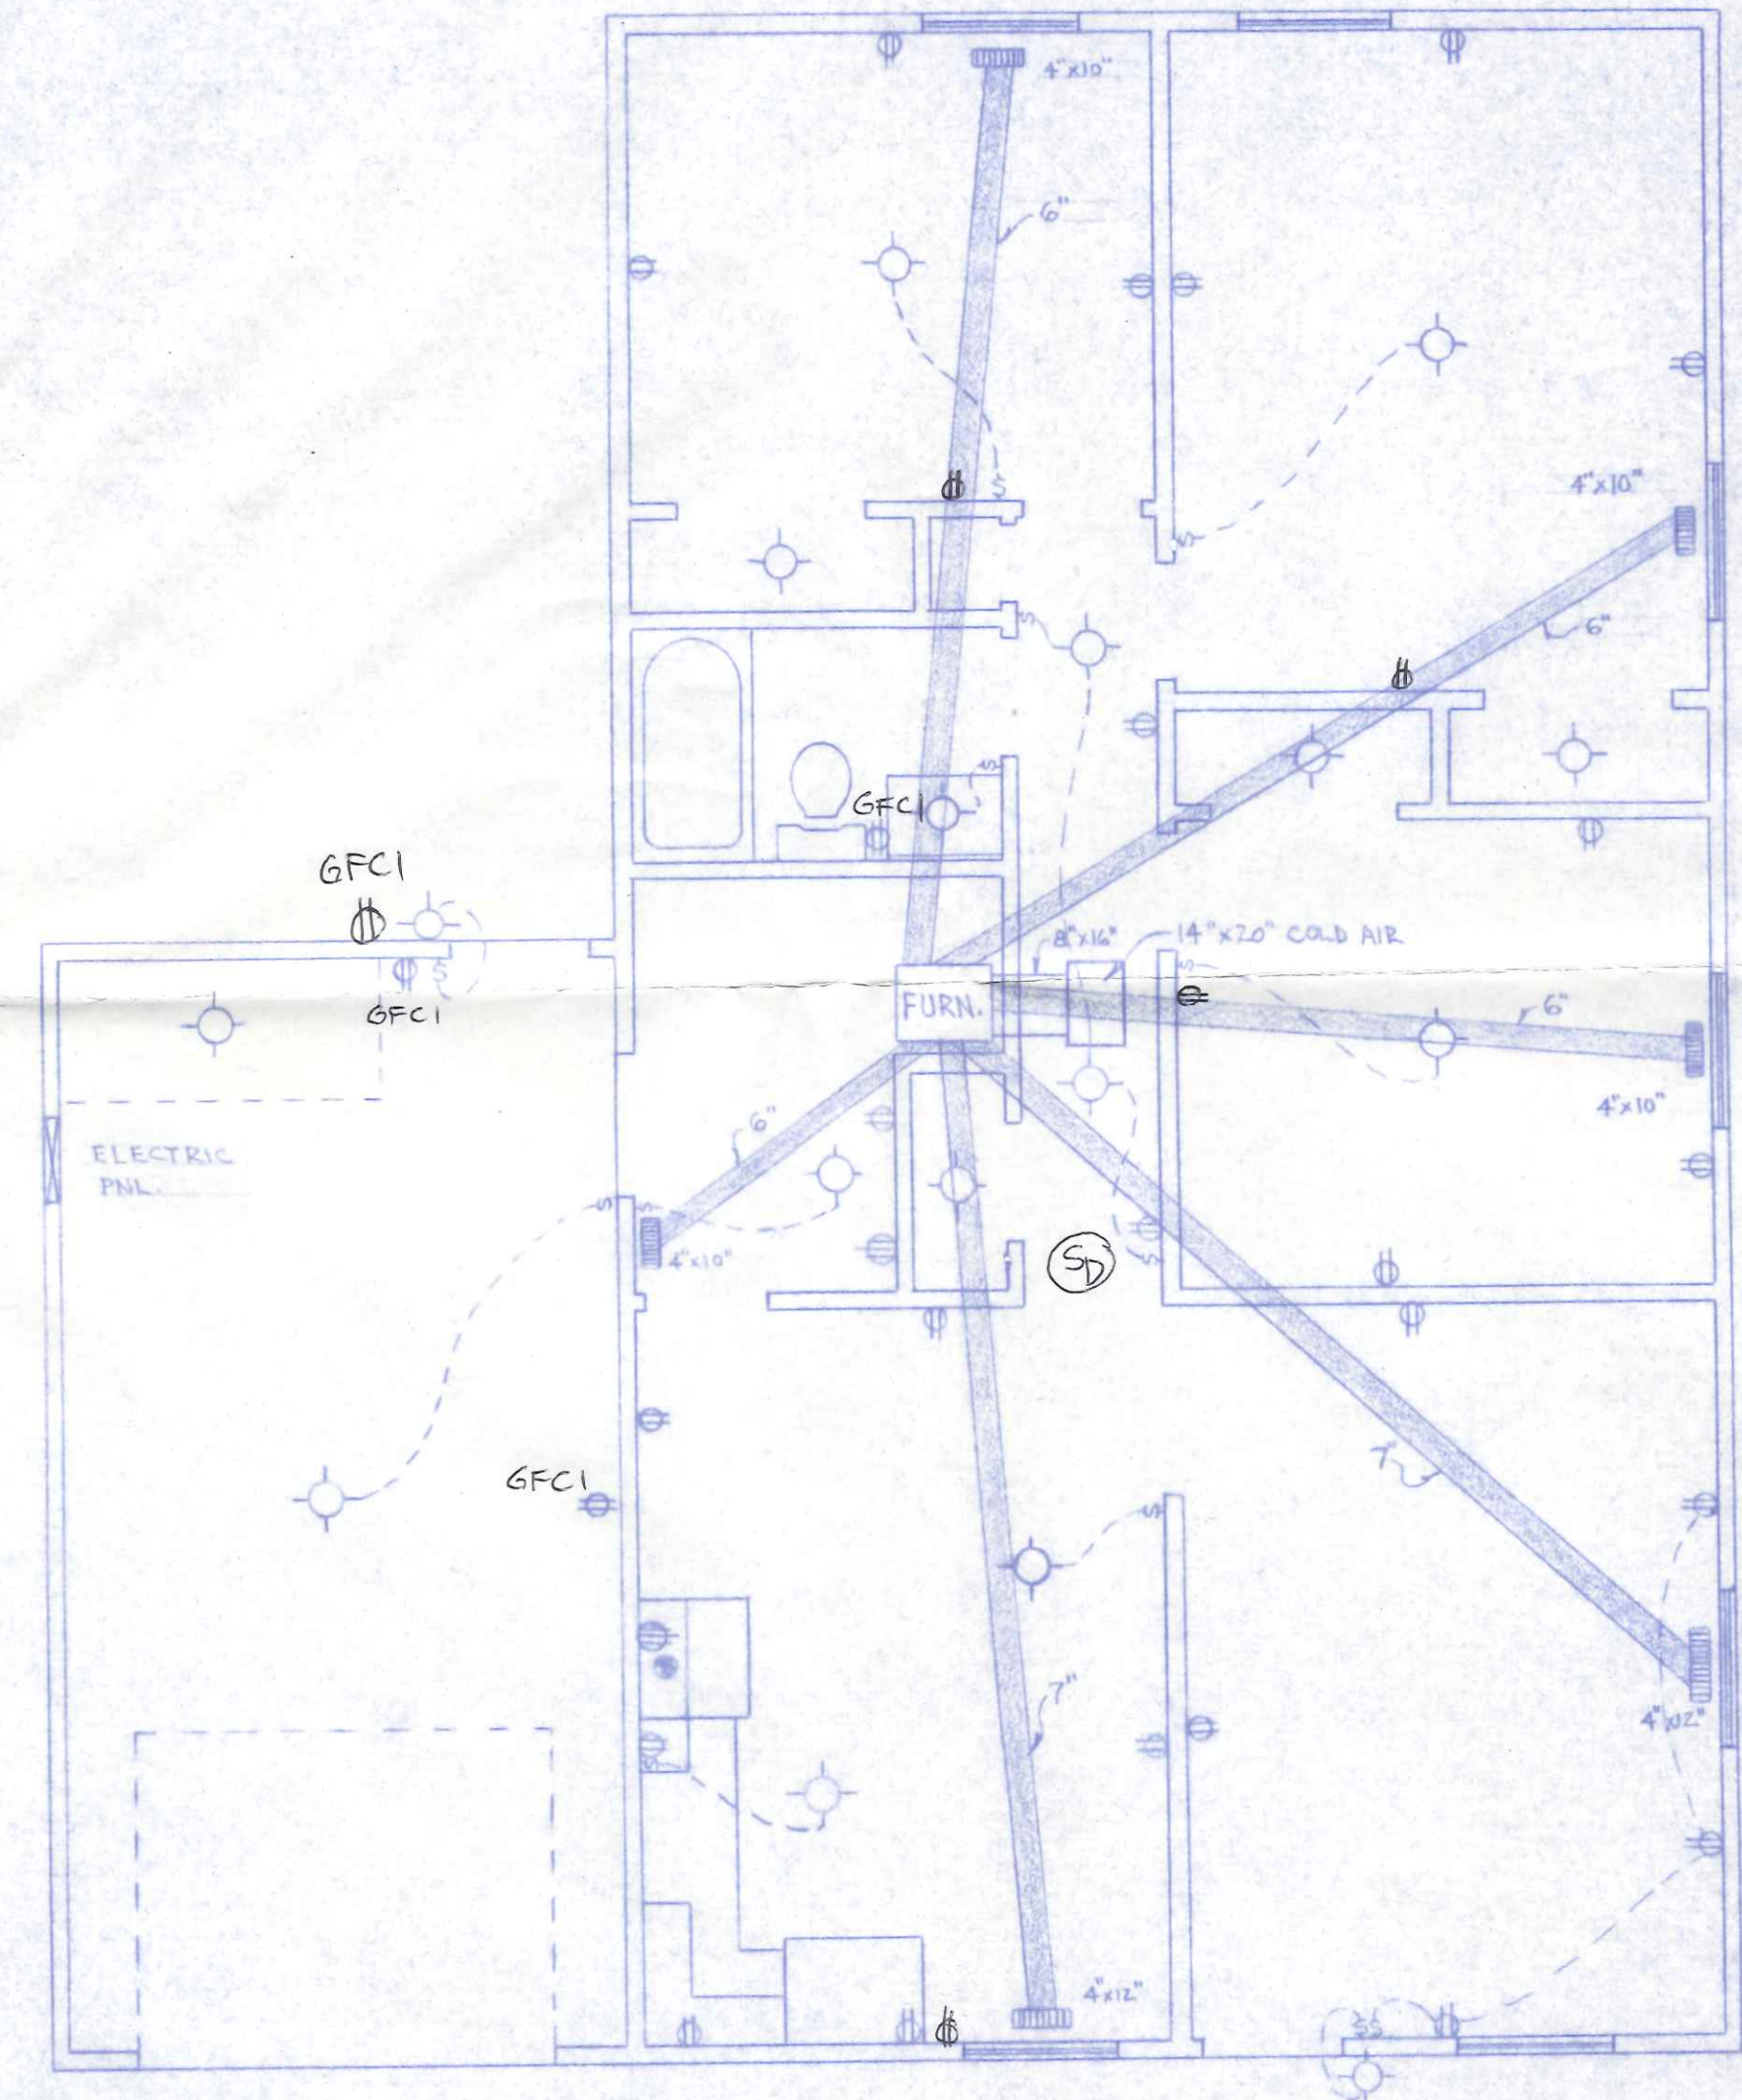 4"x10"
6"
S
4"x10"
S
6"
S
S
GFCI
GFCI
8"x16"
14"x20" COLD AIR
S
S
FURN.
6"
GFCI
4"x10"
6"
ELECTRIC
PNL.
S
S
4"x10"
SD
S
7"
GFCI
S
7"
4"x12"
S
4"x12"
SS